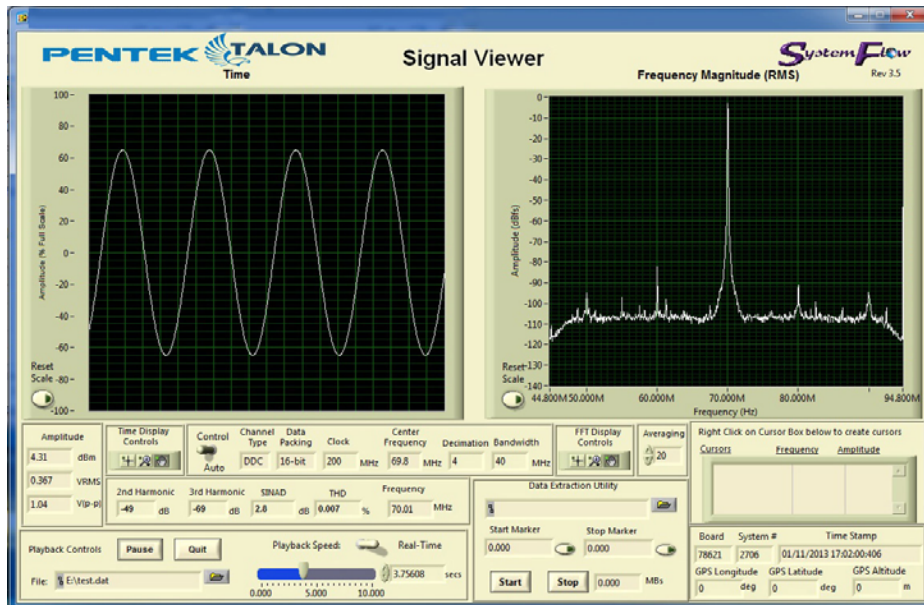 PENTEK TALON
Signal Viewer
SystemFlow
Rev 3.5
Time
Frequency Magnitude (RMS)
Amplitude (% Full Scale)
100
80
60
40
20
0
-20
-40
-60
-80
-100
Reset Scale
Amplitude (dBfs)
0
-10
-20
-30
-40
-50
-60
-70
-80
-90
-100
-110
-120
-130
-140
Reset Scale
44.800M 50.000M 60.000M 70.000M 80.000M 94.800M
Frequency (Hz)
Amplitude
4.31 dBm
0.367 VRMS
1.04 V(p-p)
Time Display Controls
Control
Auto
Channel Type
DDC
Data Packing
16-bit
Clock
200 MHz
Center Frequency
69.8 MHz
Decimation
4
Bandwidth
40 MHz
FFT Display Controls
Averaging
20
Right Click on Cursor Box below to create cursors
Cursors Frequency Amplitude
2nd Harmonic
-49 dB
3rd Harmonic
-69 dB
SINAD
2.8 dB
THD
0.007 %
Frequency
70.01 MHz
Data Extraction Utility
Start Marker
0.000
Stop Marker
0.000
Start Stop 0.000 MBs
Playback Controls Pause Quit
File: E:\test.dat
Playback Speed: Real-Time
0.000 5.000 10.000
3.75608 secs
Board System # Time Stamp
78621 2706 01/11/2013 17:02:00:406
GPS Longitude GPS Latitude GPS Altitude
0 deg 0 deg 0 m